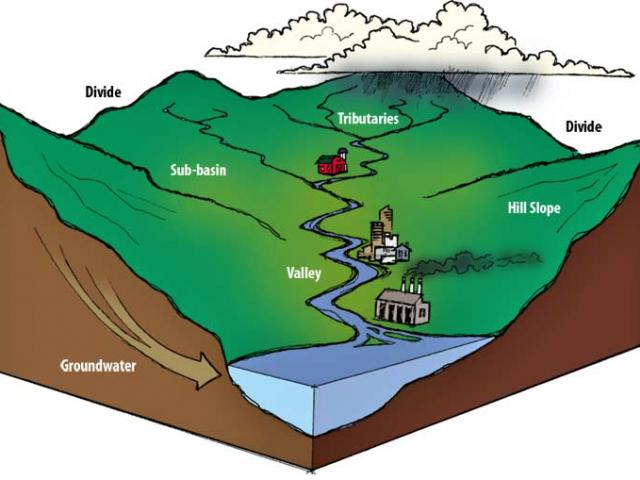 Divide
Tributaries
Divide
Sub-basin
Hill Slope
Valley
Groundwater